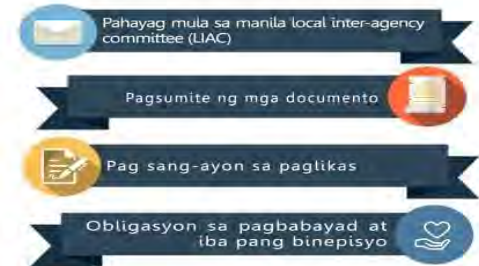 Pahayag mula sa manila local inter-agency
committee (LIAC)
Pagsumite ng mga documento
Pag sang-ayon sa paglikas
Obligasyon sa pagbabayad at
iba pang binepisyo